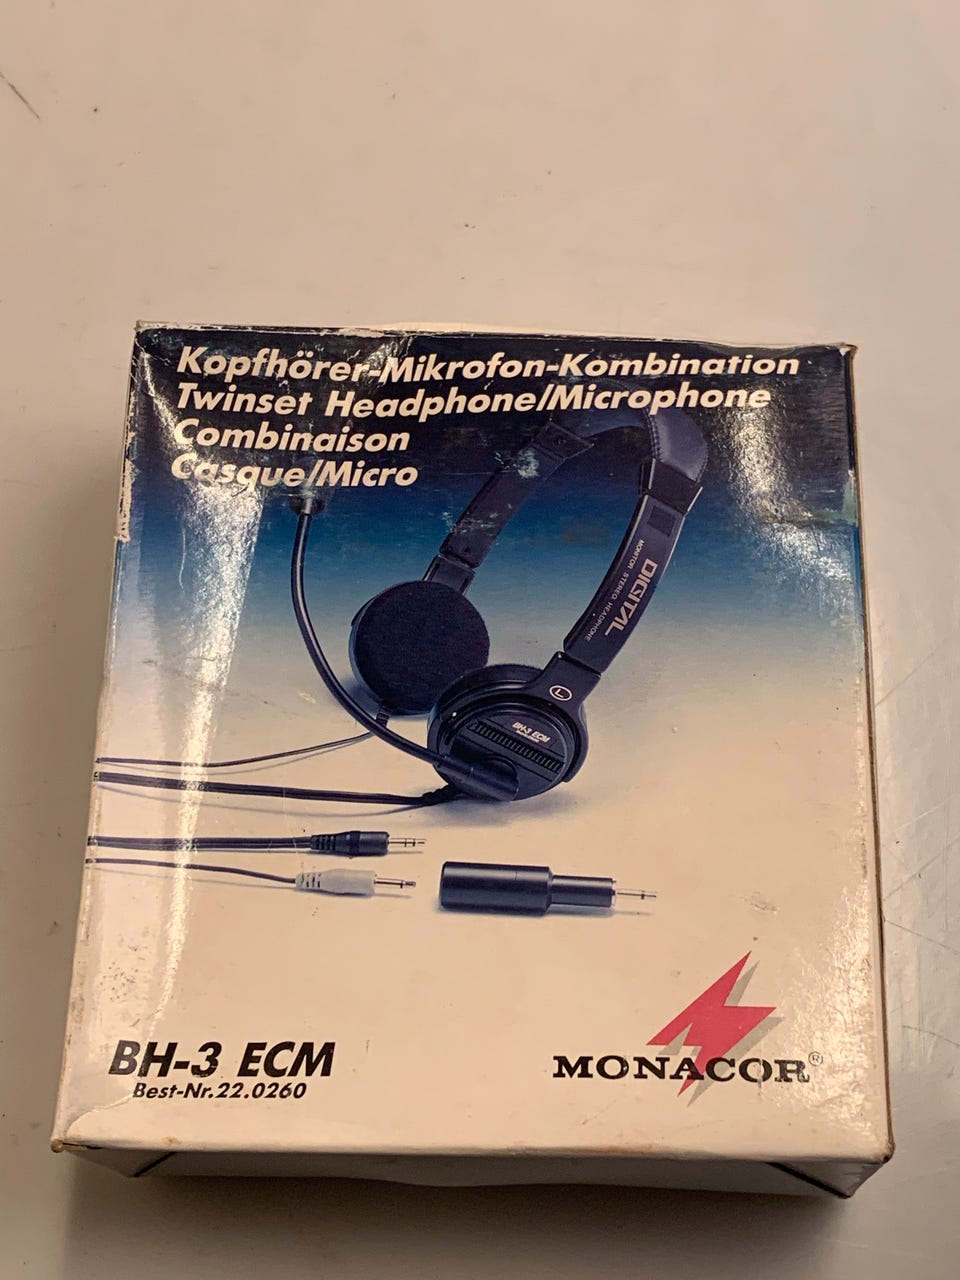 Kopfhörer-Mikrofon-Kombination
Twinset Headphone/Microphone
Combinaison
Casque/Micro
DIGITAL
MONITOR STEREO HEADPHONE
L
BH-3 ECM
MONACOR®
BH-3 ECM
Best-Nr.22.0260